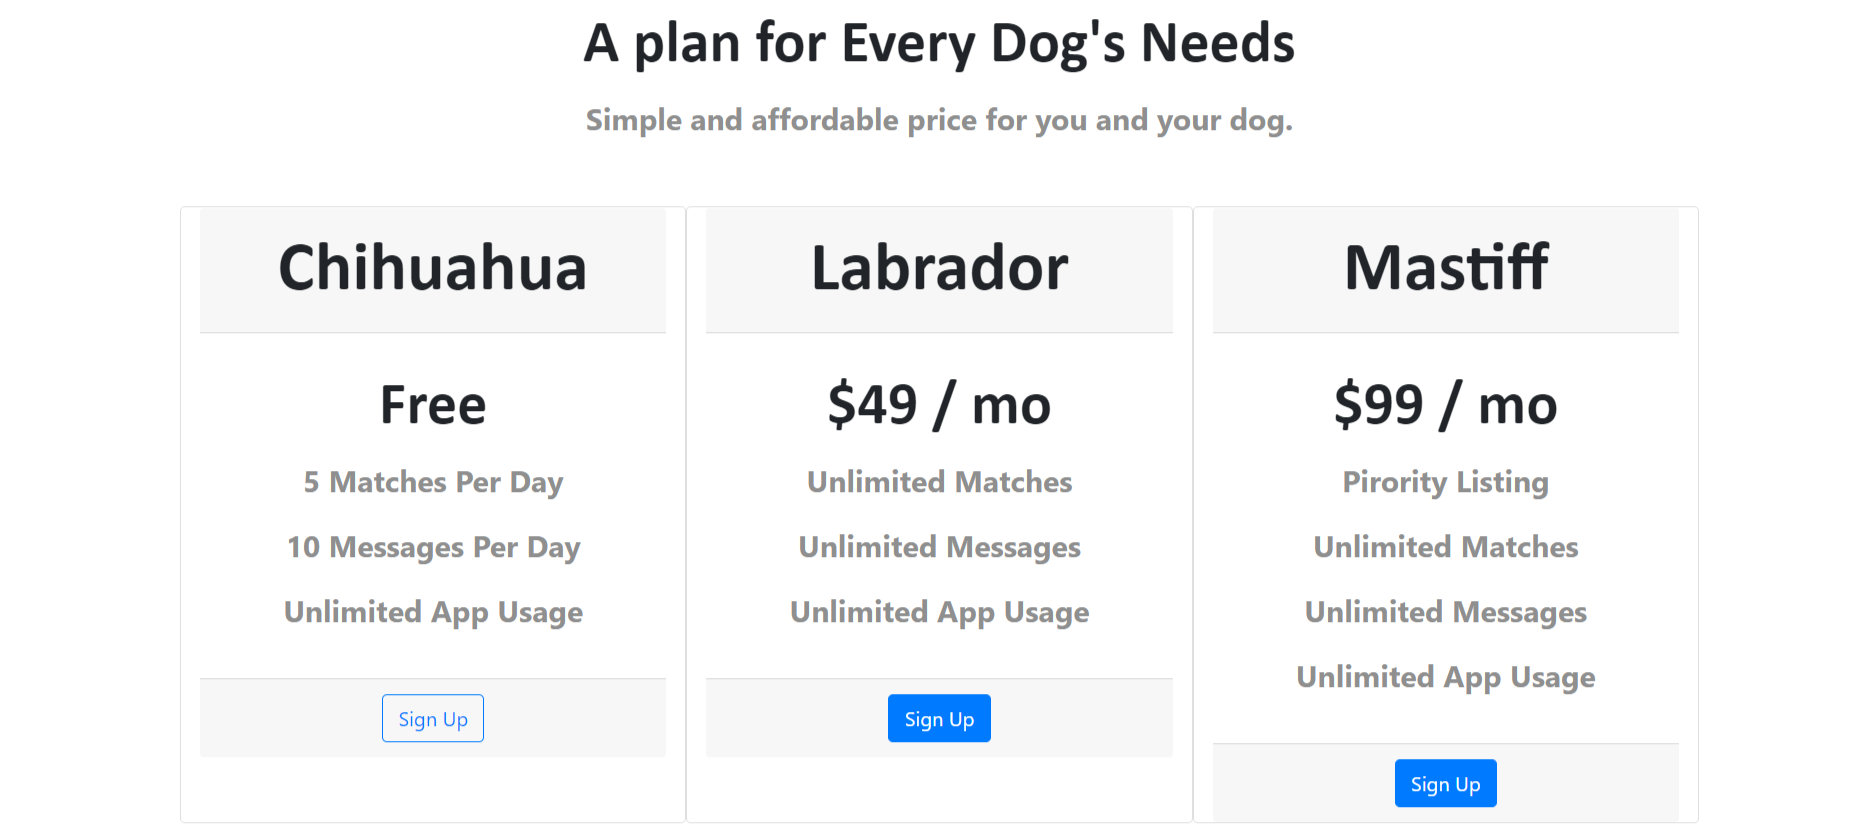 A plan for Every Dog's Needs
Simple and affordable price for you and your dog.
Chihuahua
Free
5 Matches Per Day
10 Messages Per Day
Unlimited App Usage
Sign Up
Labrador
$49 / mo
Unlimited Matches
Unlimited Messages
Unlimited App Usage
Sign Up
Mastiff
$99 / mo
Pirority Listing
Unlimited Matches
Unlimited Messages
Unlimited App Usage
Sign Up